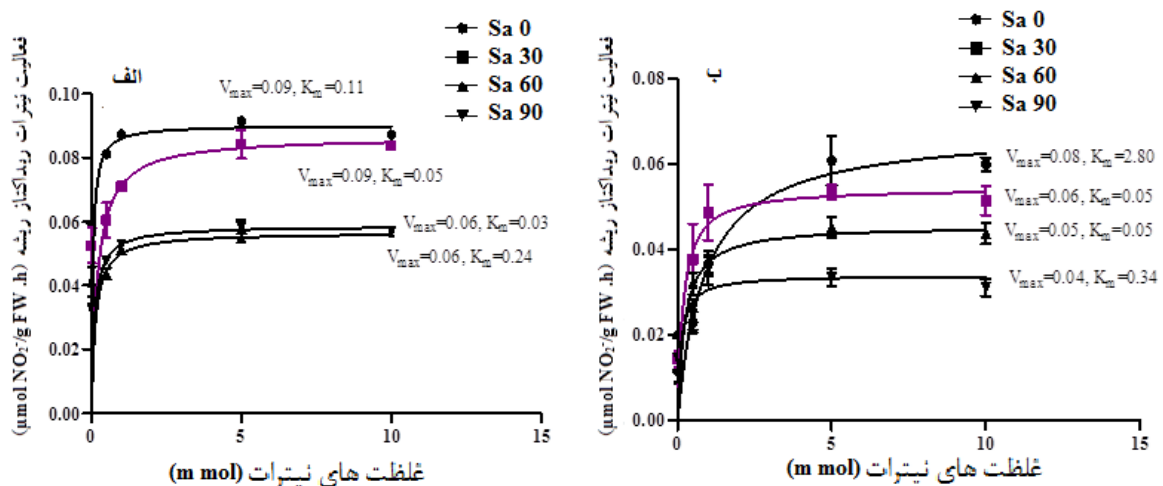 Sa 0
Sa 30
Sa 60
Sa 90
الف
Vmax=0.09, Km=0.11
Vmax=0.09, Km=0.05
Vmax=0.06, Km=0.03
Vmax=0.06, Km=0.24
فعالیت نیترات ریداکتاز ریشه
(µmol NO₂⁻/g FW .h)
0.10
0.08
0.06
0.04
0.02
0.00
0
5
10
15
غلظت های نیترات (m mol)
Sa 0
Sa 30
Sa 60
Sa 90
ب
Vmax=0.08, Km=2.80
Vmax=0.06, Km=0.05
Vmax=0.05, Km=0.05
Vmax=0.04, Km=0.34
فعالیت نیترات ریداکتاز ریشه
(µmol NO₂⁻/g FW .h)
0.08
0.06
0.04
0.02
0.00
0
5
10
15
غلظت های نیترات (m mol)